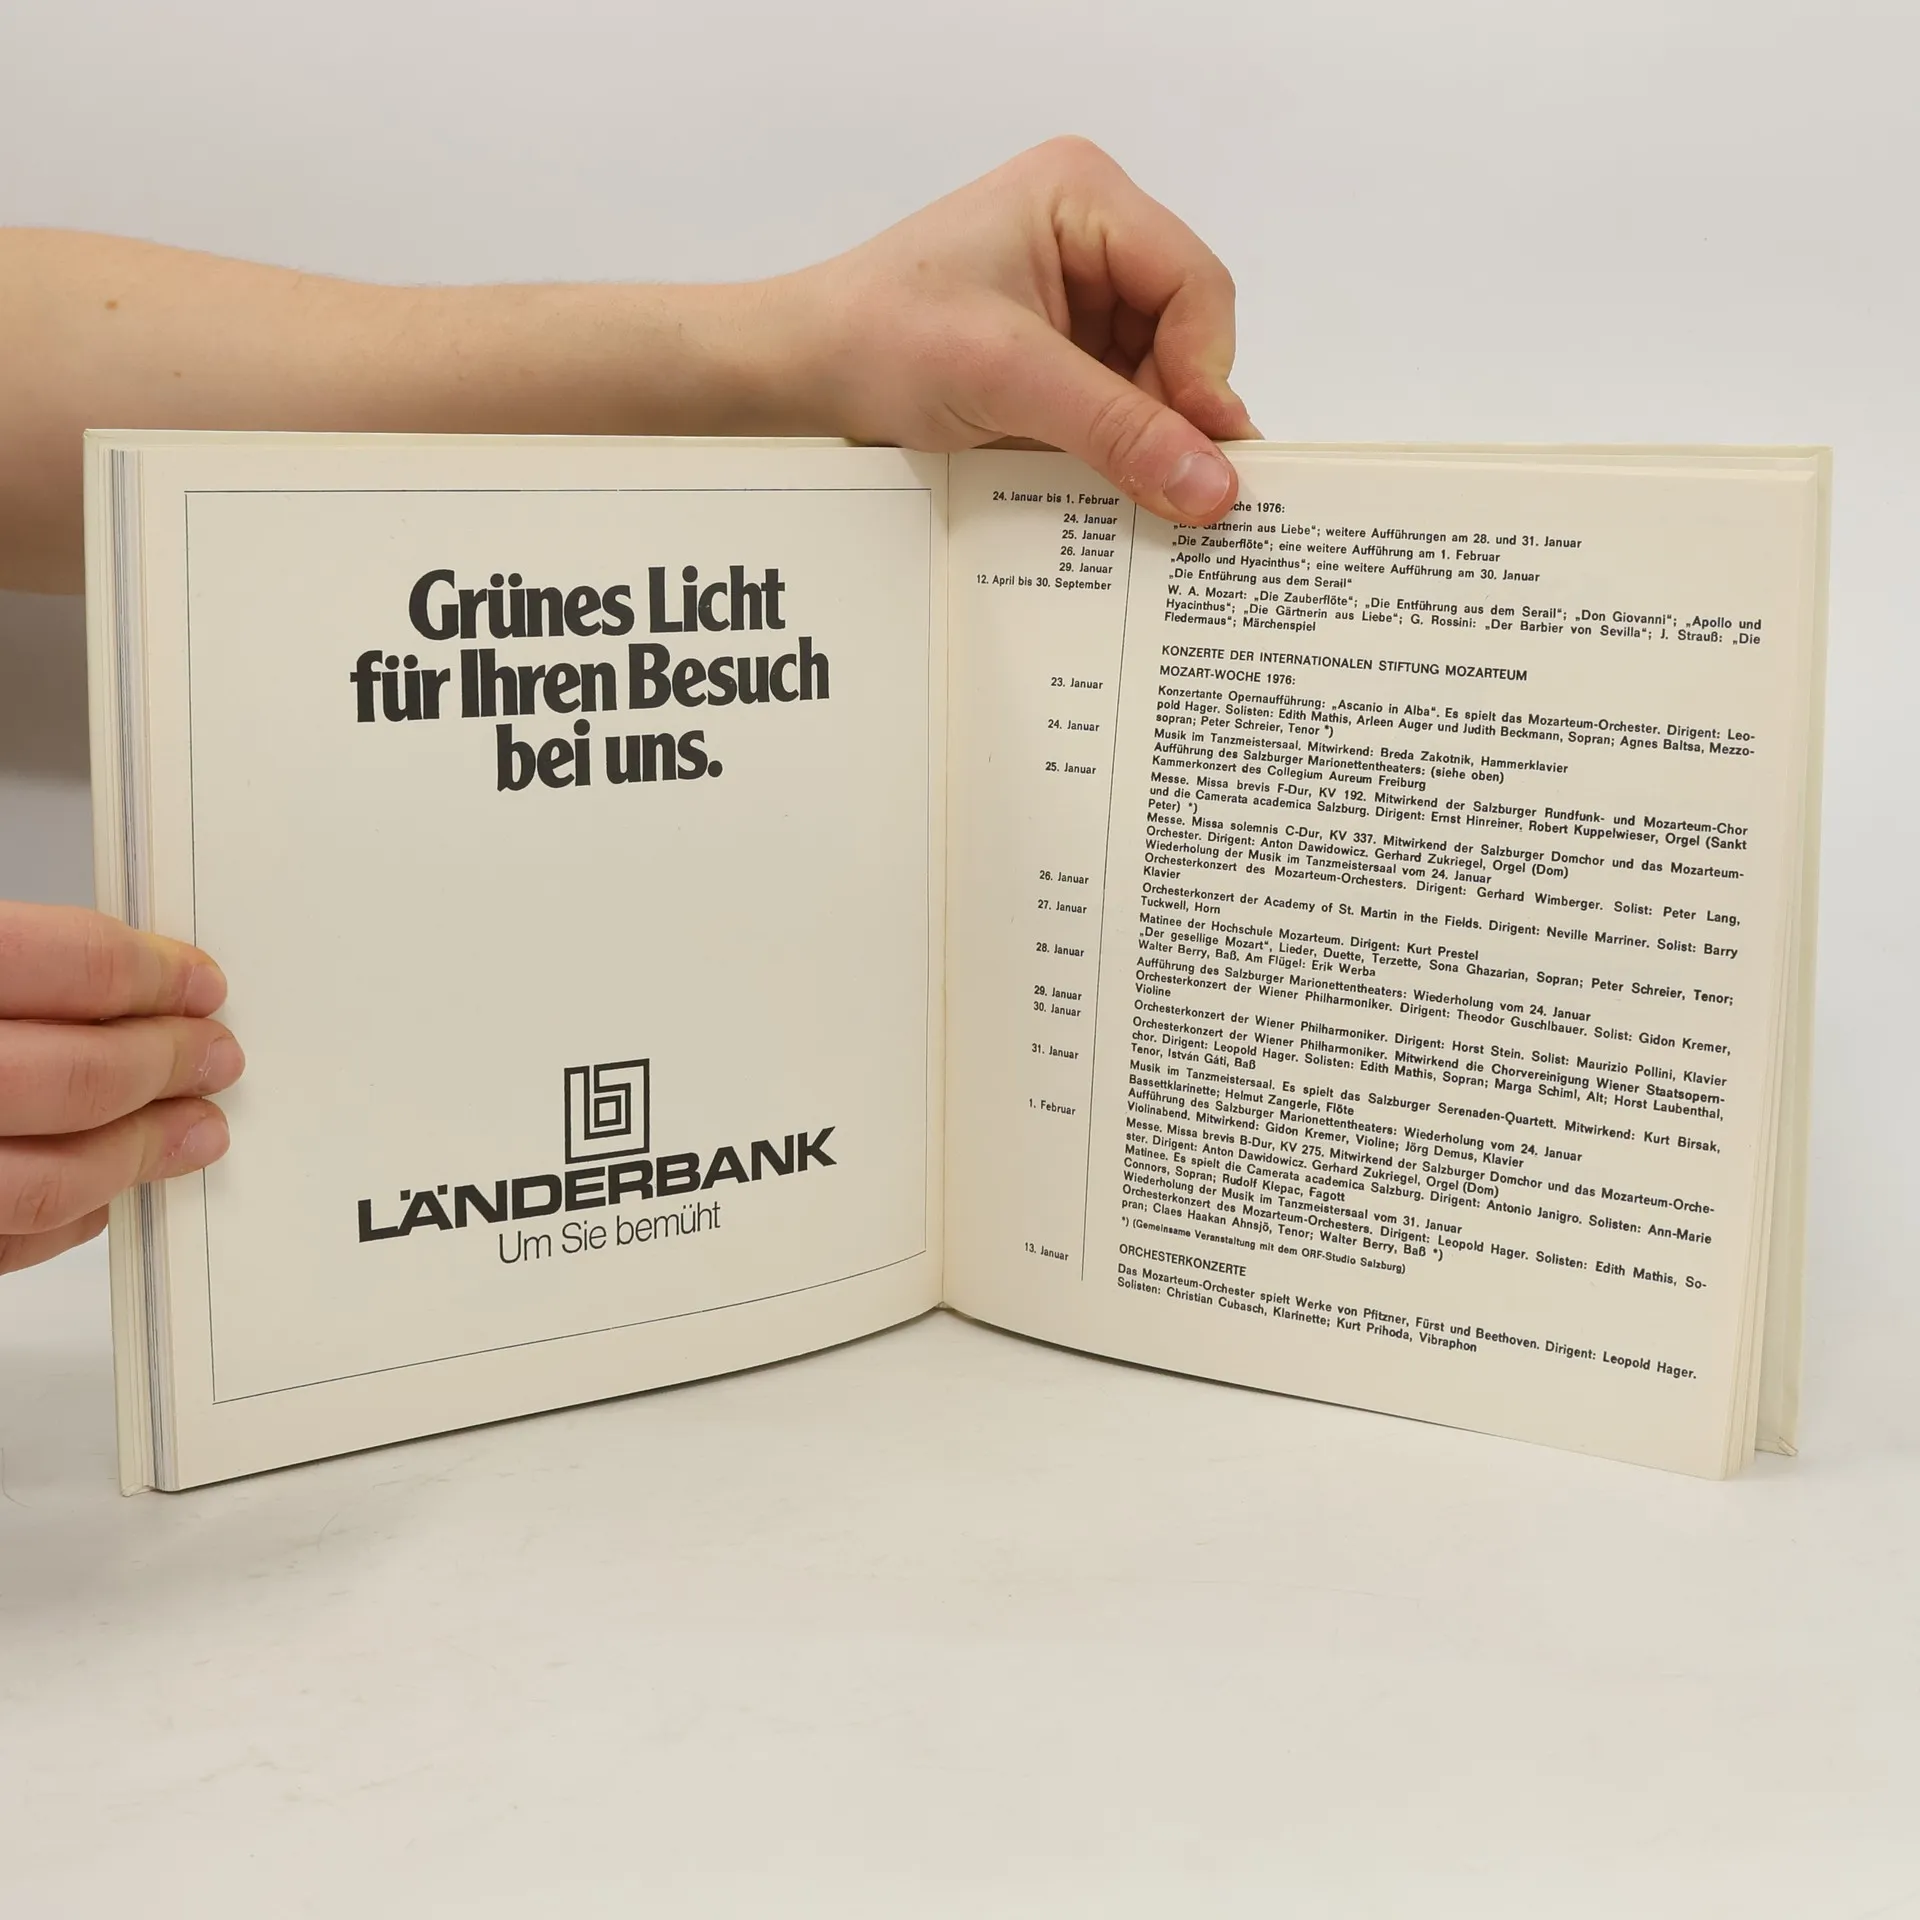 Grünes Licht
für Ihren Besuch
bei uns.
LÄNDERBANK
Um Sie bemüht
24. Januar bis 1. Februar
che 1976:
24. Januar
„Die Gärtnerin aus Liebe“; weitere Aufführungen am 28. und 31. Januar
25. Januar
„Die Zauberflöte“; eine weitere Aufführung am 1. Februar
26. Januar
„Apollo und Hyacinthus“; eine weitere Aufführung am 30. Januar
29. Januar
„Die Entführung aus dem Serail“
12. April bis 30. September
W. A. Mozart: „Die Zauberflöte“; „Die Entführung aus dem Serail“; „Don Giovanni“; „Apollo und
Hyacinthus“; „Die Gärtnerin aus Liebe“; G. Rossini: „Der Barbier von Sevilla“; J. Strauß: „Die
Fledermaus“; Märchenspiel
KONZERTE DER INTERNATIONALEN STIFTUNG MOZARTEUM
MOZART-WOCHE 1976:
23. Januar
Konzertante Opernaufführung: „Ascanio in Alba“. Es spielt das Mozarteum-Orchester. Dirigent: Leo-
pold Hager. Solisten: Edith Mathis, Arleen Auger und Judith Beckmann, Sopran; Agnes Baltsa, Mezzo-
sopran; Peter Schreier, Tenor *)
24. Januar
Musik im Tanzmeistersaal. Mitwirkend: Breda Zakotnik, Hammerklavier
Aufführung des Salzburger Marionettentheaters: (siehe oben)
Kammerkonzert des Collegium Aureum Freiburg
25. Januar
Messe. Missa brevis F-Dur, KV 192. Mitwirkend der Salzburger Rundfunk- und Mozarteum-Chor
und die Camerata academica Salzburg. Dirigent: Ernst Hinreiner. Robert Kuppelwieser, Orgel (Sankt
Peter) *)
Messe. Missa solemnis C-Dur, KV 337. Mitwirkend der Salzburger Domchor und das Mozarteum-
Orchester. Dirigent: Anton Dawidowicz. Gerhard Zukriegel, Orgel (Dom)
Wiederholung der Musik im Tanzmeistersaal vom 24. Januar
Orchesterkonzert des Mozarteum-Orchesters. Dirigent: Gerhard Wimberger. Solist: Peter Lang,
Klavier
26. Januar
Orchesterkonzert der Academy of St. Martin in the Fields. Dirigent: Neville Marriner. Solist: Barry
Tuckwell, Horn
27. Januar
Matinee der Hochschule Mozarteum. Dirigent: Kurt Prestel
„Der gesellige Mozart“, Lieder, Duette, Terzette, Sona Ghazarian, Sopran; Peter Schreier, Tenor;
Walter Berry, Baß. Am Flügel: Erik Werba
28. Januar
Aufführung des Salzburger Marionettentheaters: Wiederholung vom 24. Januar
Orchesterkonzert der Wiener Philharmoniker. Dirigent: Theodor Guschlbauer. Solist: Gidon Kremer,
Violine
29. Januar
Orchesterkonzert der Wiener Philharmoniker. Dirigent: Horst Stein. Solist: Maurizio Pollini, Klavier
30. Januar
Orchesterkonzert der Wiener Philharmoniker. Mitwirkend die Chorvereinigung Wiener Staatsopern-
chor. Dirigent: Leopold Hager. Solisten: Edith Mathis, Sopran; Marga Schiml, Alt; Horst Laubenthal,
Tenor, István Gáti, Baß
31. Januar
Musik im Tanzmeistersaal. Es spielt das Salzburger Serenaden-Quartett. Mitwirkend: Kurt Birsak,
Bassettklarinette; Helmut Zangerle, Flöte
Aufführung des Salzburger Marionettentheaters: Wiederholung vom 24. Januar
Violinabend. Mitwirkend: Gidon Kremer, Violine; Jörg Demus, Klavier
1. Februar
Messe. Missa brevis B-Dur, KV 275. Mitwirkend der Salzburger Domchor und das Mozarteum-Orche-
ster. Dirigent: Anton Dawidowicz. Gerhard Zukriegel, Orgel (Dom)
Matinee. Es spielt die Camerata academica Salzburg. Dirigent: Antonio Janigro. Solisten: Ann-Marie
Connors, Sopran; Rudolf Klepac, Fagott
Wiederholung der Musik im Tanzmeistersaal vom 31. Januar
Orchesterkonzert des Mozarteum-Orchesters. Dirigent: Leopold Hager. Solisten: Edith Mathis, So-
pran; Claes Haakan Ahnsjö, Tenor; Walter Berry, Baß *)
*) (Gemeinsame Veranstaltung mit dem ORF-Studio Salzburg)
ORCHESTERKONZERTE
13. Januar
Das Mozarteum-Orchester spielt Werke von Pfitzner, Fürst und Beethoven. Dirigent: Leopold Hager.
Solisten: Christian Cubasch, Klarinette; Kurt Prihoda, Vibraphon